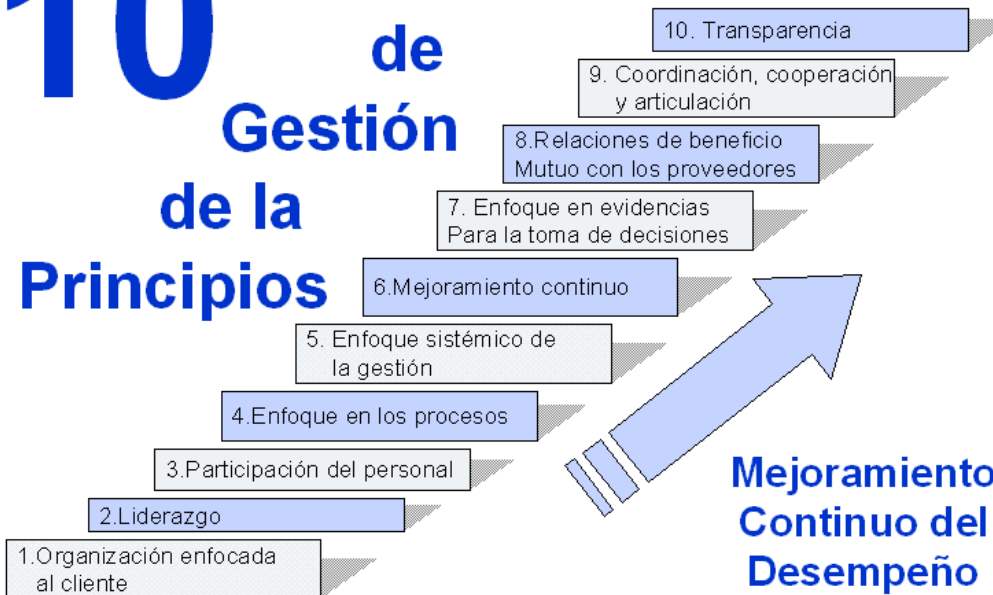 10
de
Gestión
de la
Principios
10. Transparencia
9. Coordinación, cooperación
y articulación
8.Relaciones de beneficio
Mutuo con los proveedores
7. Enfoque en evidencias
Para la toma de decisiones
6.Mejoramiento continuo
5. Enfoque sistémico de
la gestión
4.Enfoque en los procesos
3.Participación del personal
2.Liderazgo
1.Organización enfocada
al cliente
Mejoramiento
Continuo del
Desempeño